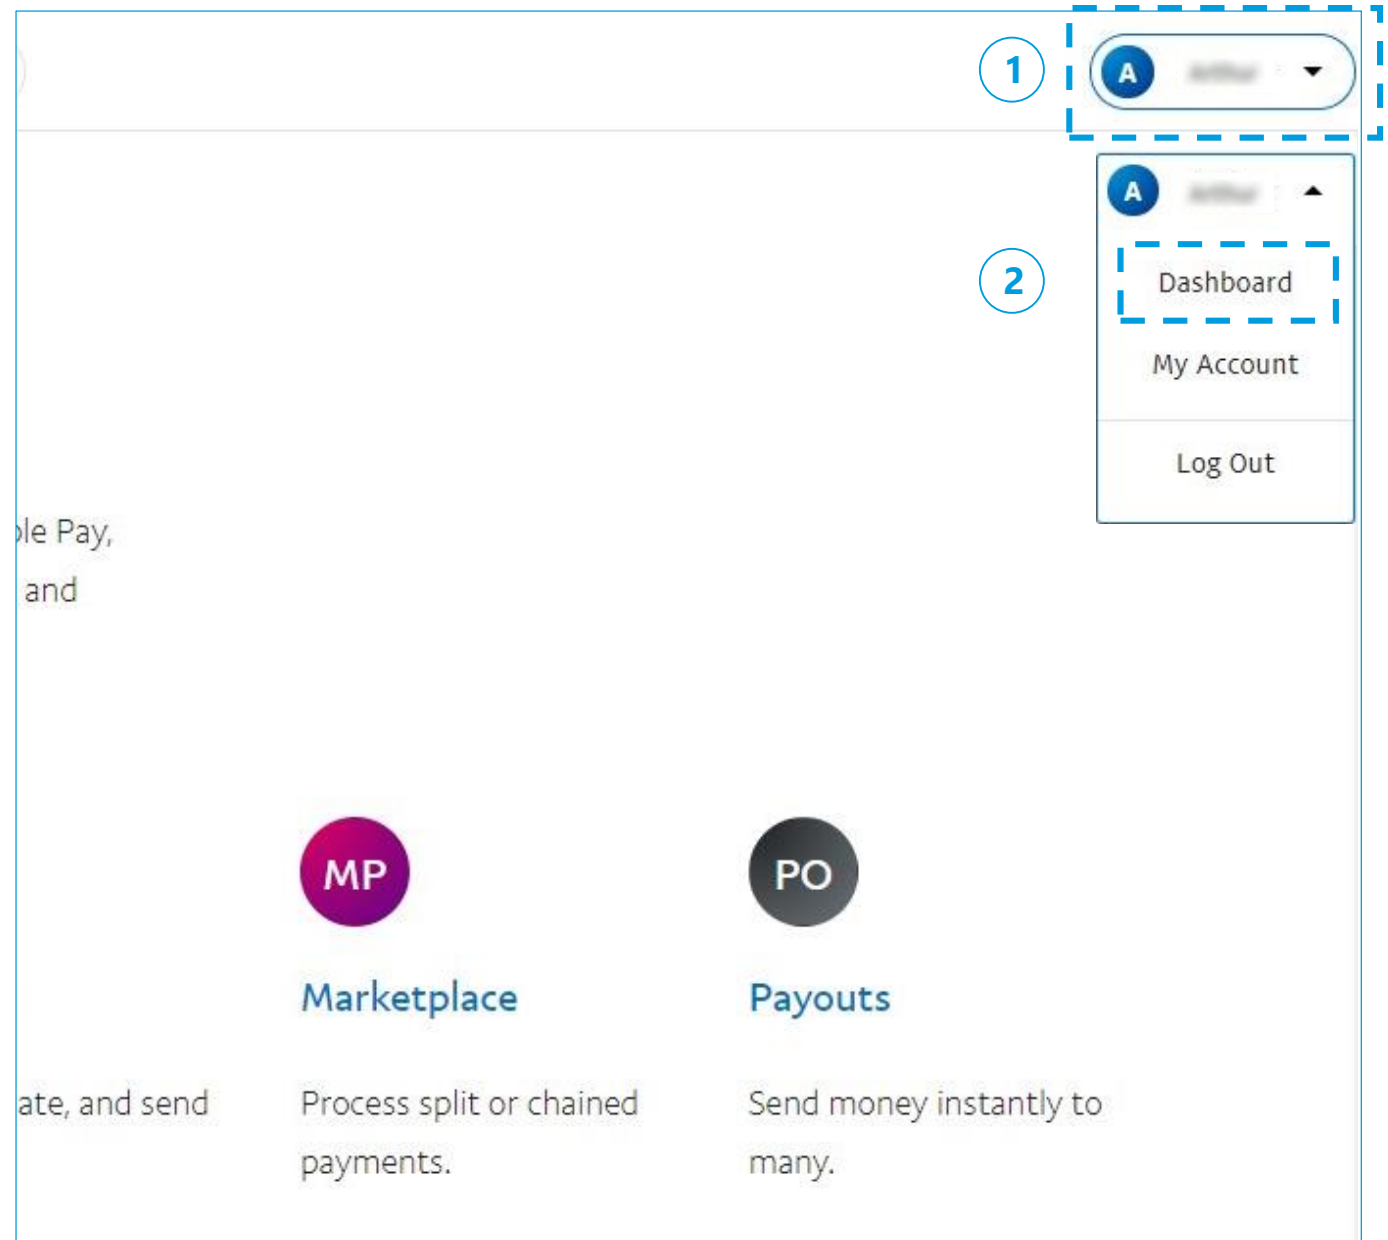 1
A
A
2
Dashboard
My Account
Log Out
Pay,
and
MP
PO
Marketplace
Payouts
ate, and send
Process split or chained
payments.
Send money instantly to
many.